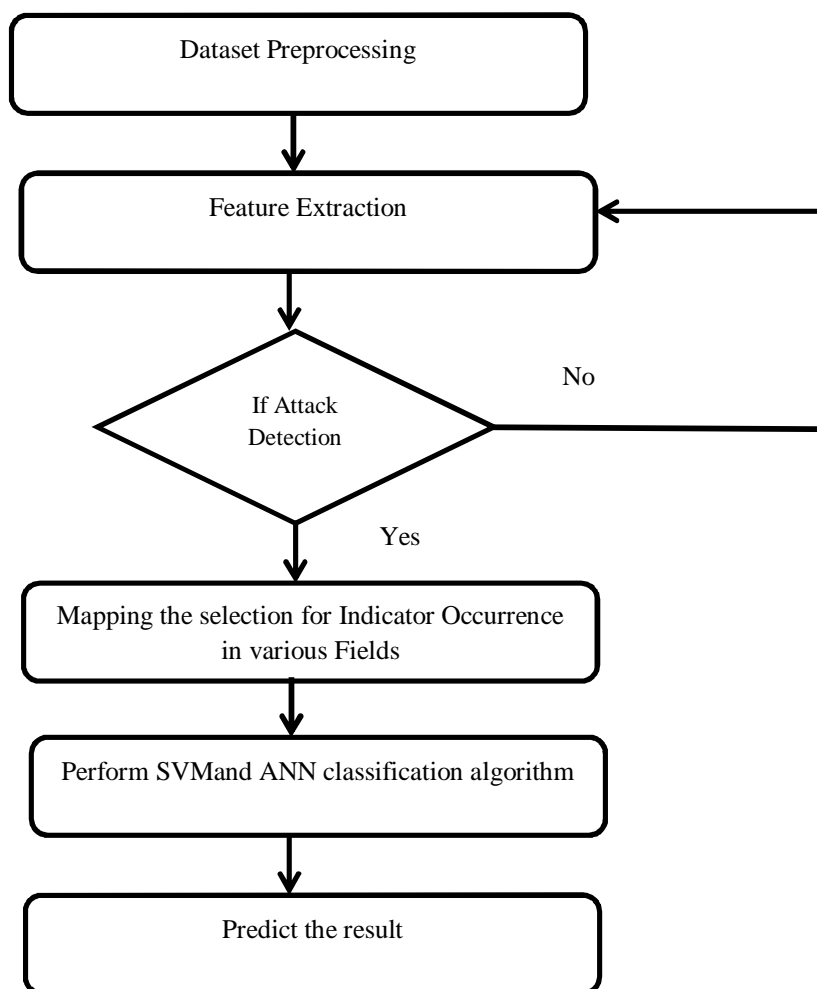 Dataset Preprocessing
Feature Extraction
No
If Attack
Detection
Yes
Mapping the selection for Indicator Occurrence
in various Fields
Perform SVMand ANN classification algorithm
Predict the result